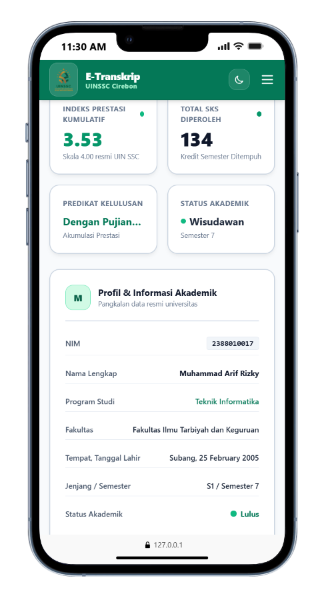 11:30 AM
E-Transkrip
UINSSC Cirebon
INDEKS PRESTASI KUMULATIF
3.53
Skala 4.00 resmi UIN SSC
TOTAL SKS DIPEROLEH
134
Kredit Semester Ditempuh
PREDIKAT KELULUSAN
Dengan Pujian...
Akumulasi Prestasi
STATUS AKADEMIK
Wisudawan
Semester 7
M
Profil & Informasi Akademik
Pangkalan data resmi universitas
NIM 2388010017
Nama Lengkap Muhammad Arif Rizky
Program Studi Teknik Informatika
Fakultas Fakultas Ilmu Tarbiyah dan Keguruan
Tempat, Tanggal Lahir Subang, 25 February 2005
Jenjang / Semester S1 / Semester 7
Status Akademik Lulus
127.0.0.1